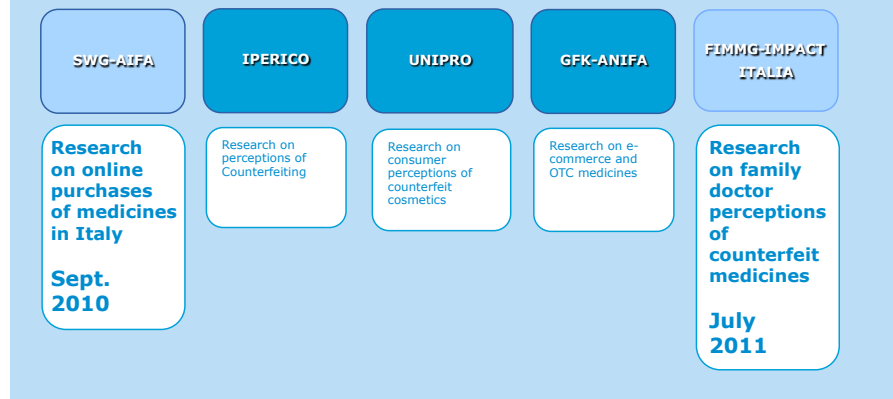 SWG-AIFA
IPERICO
UNIPRO
GFK-ANIFA
FIMMG-IMPACT
ITALIA
Research
on online
purchases
of medicines
in Italy
Sept.
2010
Research on
perceptions of
Counterfeiting
Research on
consumer
perceptions of
counterfeit
cosmetics
Research on e-
commerce and
OTC medicines
Research
on family
doctor
perceptions
of
counterfeit
medicines
July
2011